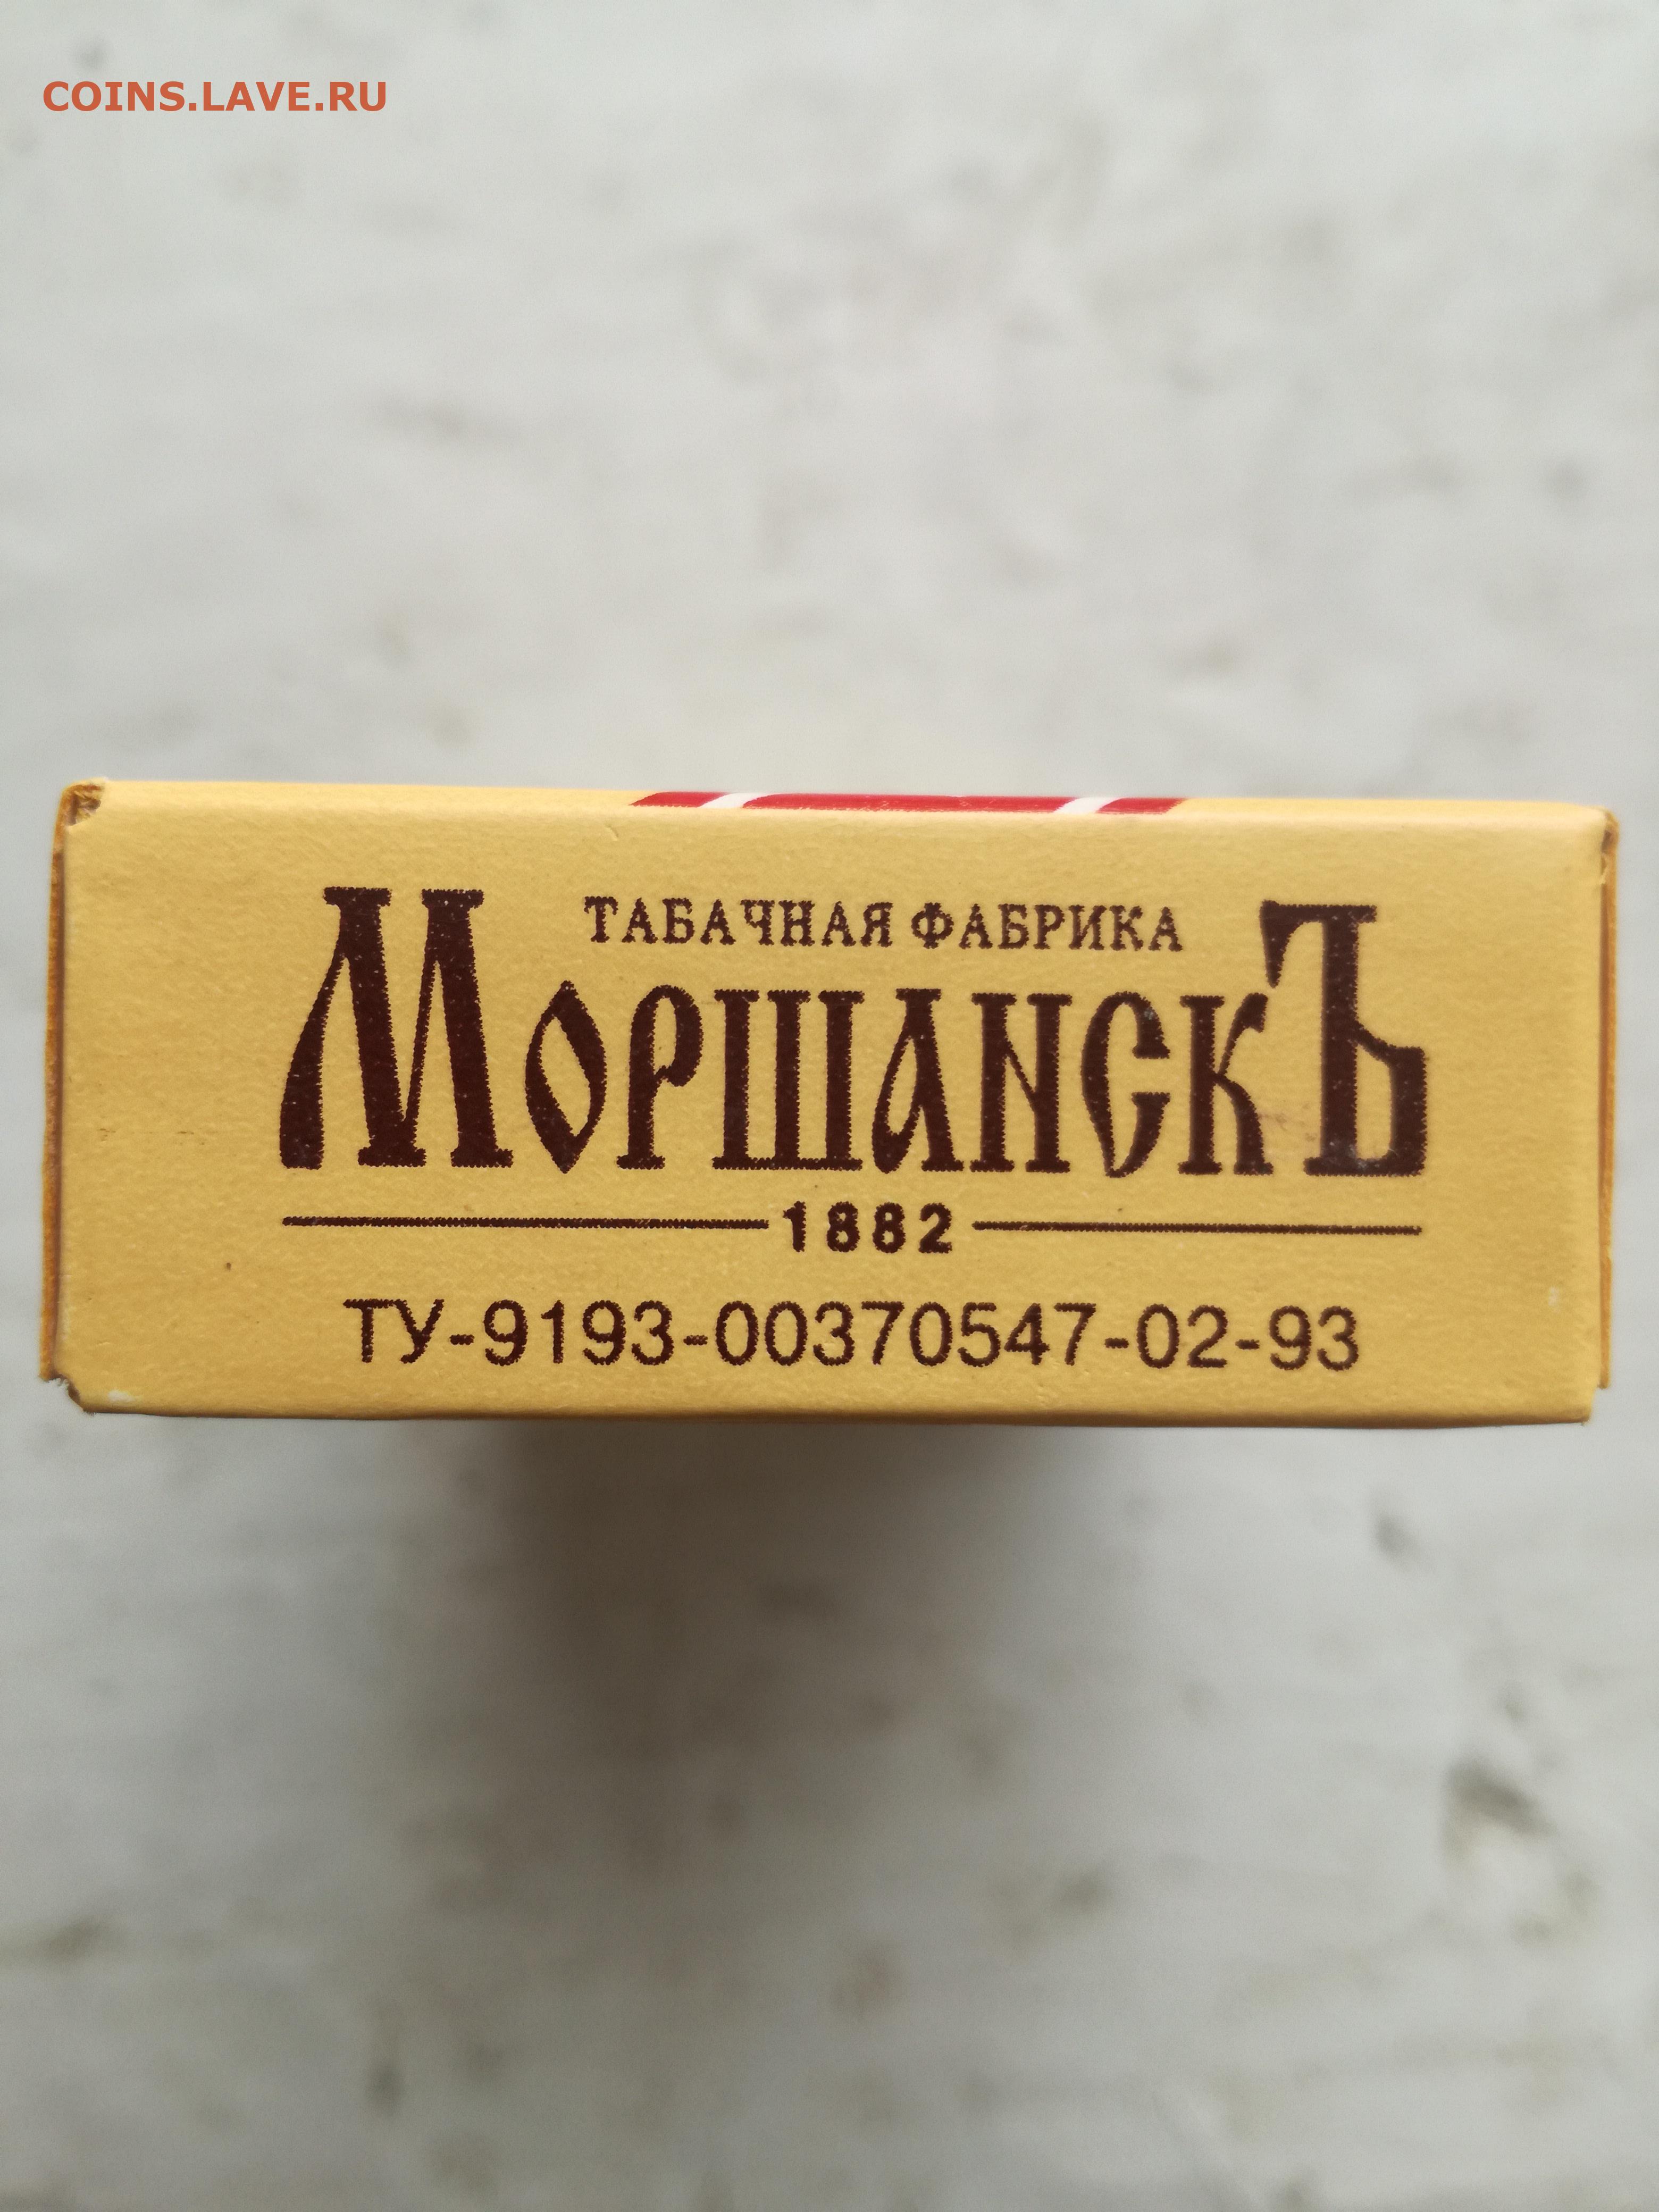 COINS.LAVE.RU
ТАБАЧНАЯ ФАБРИКА
МОРШАНСКЪ
1882
ТУ-9193-00370547-02-93